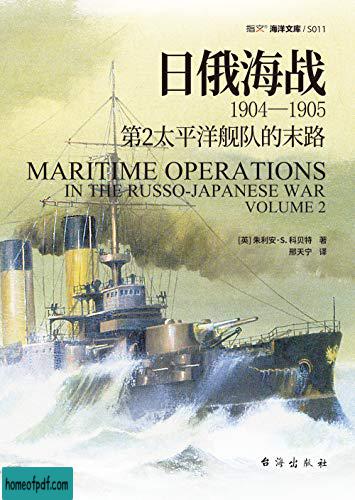 指文® 海洋文库 / S011
日俄海战
1904—1905
第2太平洋舰队的末路
MARITIME OPERATIONS
IN THE RUSSO-JAPANESE WAR
VOLUME 2
[英] 朱利安·S.科贝特 著
邢天宁 译
homeofpdf.com
台海出版社